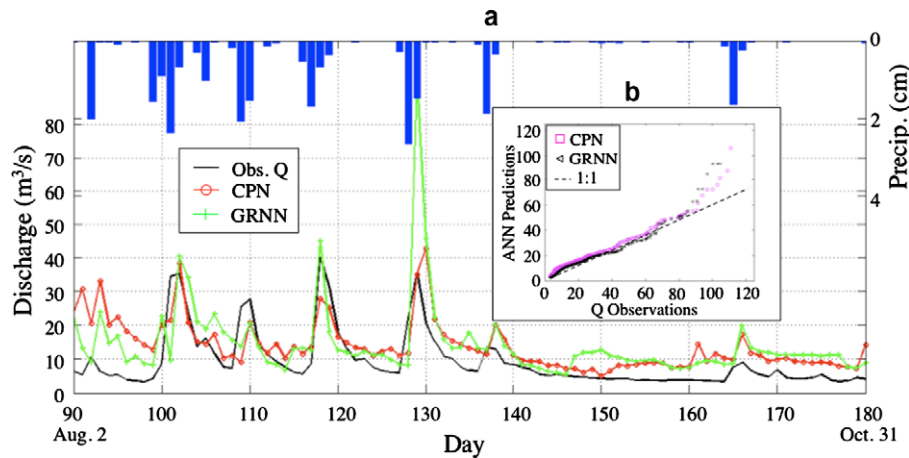 a
0
2
4
Precip. (cm)
80
70
60
50
40
30
20
10
0
Discharge (m³/s)
Obs. Q
CPN
GRNN
b
120
100
80
60
40
20
0
ANN Predictions
CPN
GRNN
1:1
0 20 40 60 80 100 120
Q Observations
90 100 110 120 130 140 150 160 170 180
Aug. 2 Day Oct. 31